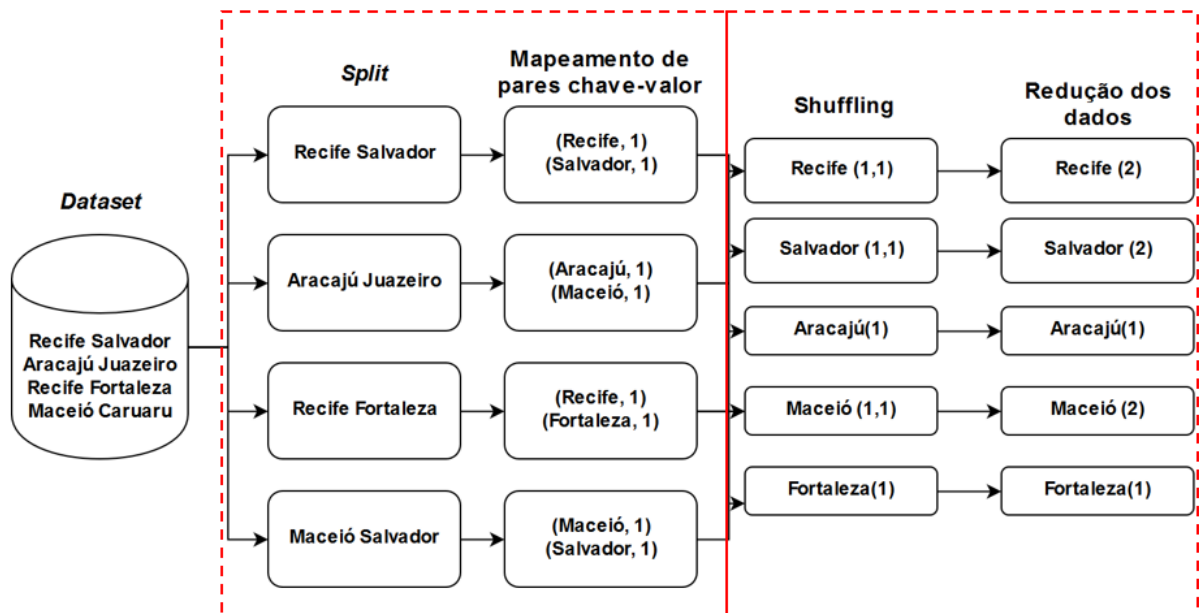 Dataset
Recife Salvador
Aracajú Juazeiro
Recife Fortaleza
Maceió Caruaru
Split
Recife Salvador
Aracajú Juazeiro
Recife Fortaleza
Maceió Salvador
Mapeamento de
pares chave-valor
(Recife, 1)
(Salvador, 1)
(Aracajú, 1)
(Maceió, 1)
(Recife, 1)
(Fortaleza, 1)
(Maceió, 1)
(Salvador, 1)
Shuffling
Recife (1,1)
Salvador (1,1)
Aracajú(1)
Maceió (1,1)
Fortaleza(1)
Redução dos
dados
Recife (2)
Salvador (2)
Aracajú(1)
Maceió (2)
Fortaleza(1)